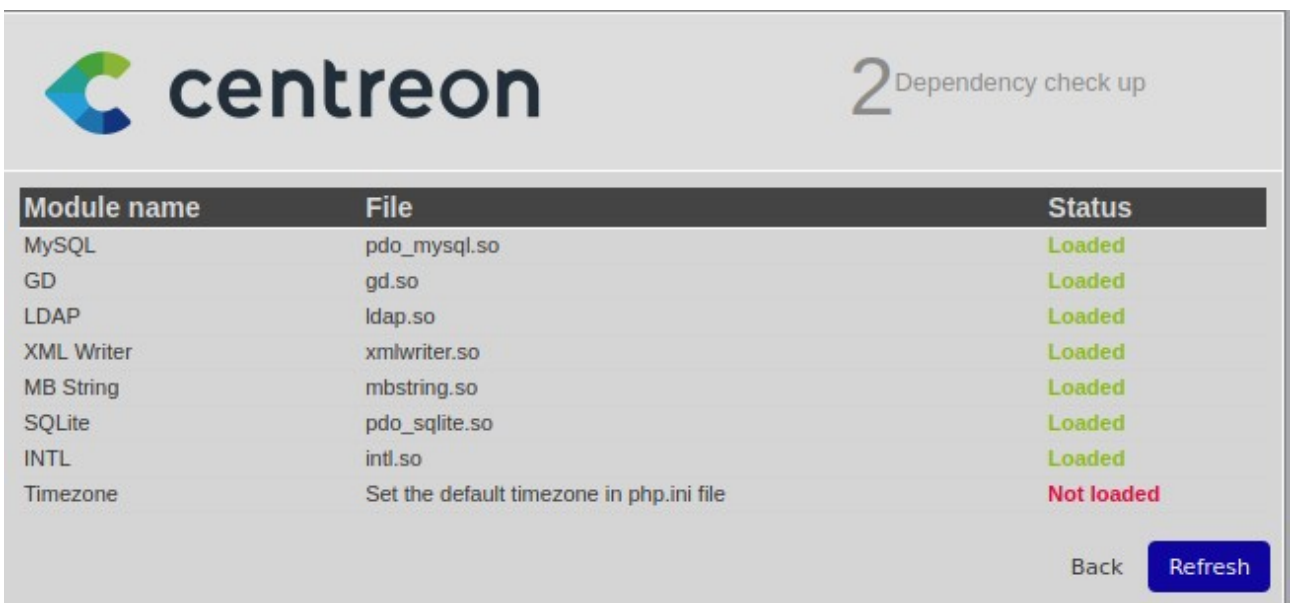 centreon
2 Dependency check up
Module name File Status
MySQL pdo_mysql.so Loaded
GD gd.so Loaded
LDAP ldap.so Loaded
XML Writer xmlwriter.so Loaded
MB String mbstring.so Loaded
SQLite pdo_sqlite.so Loaded
INTL intl.so Loaded
Timezone Set the default timezone in php.ini file Not loaded
Back Refresh